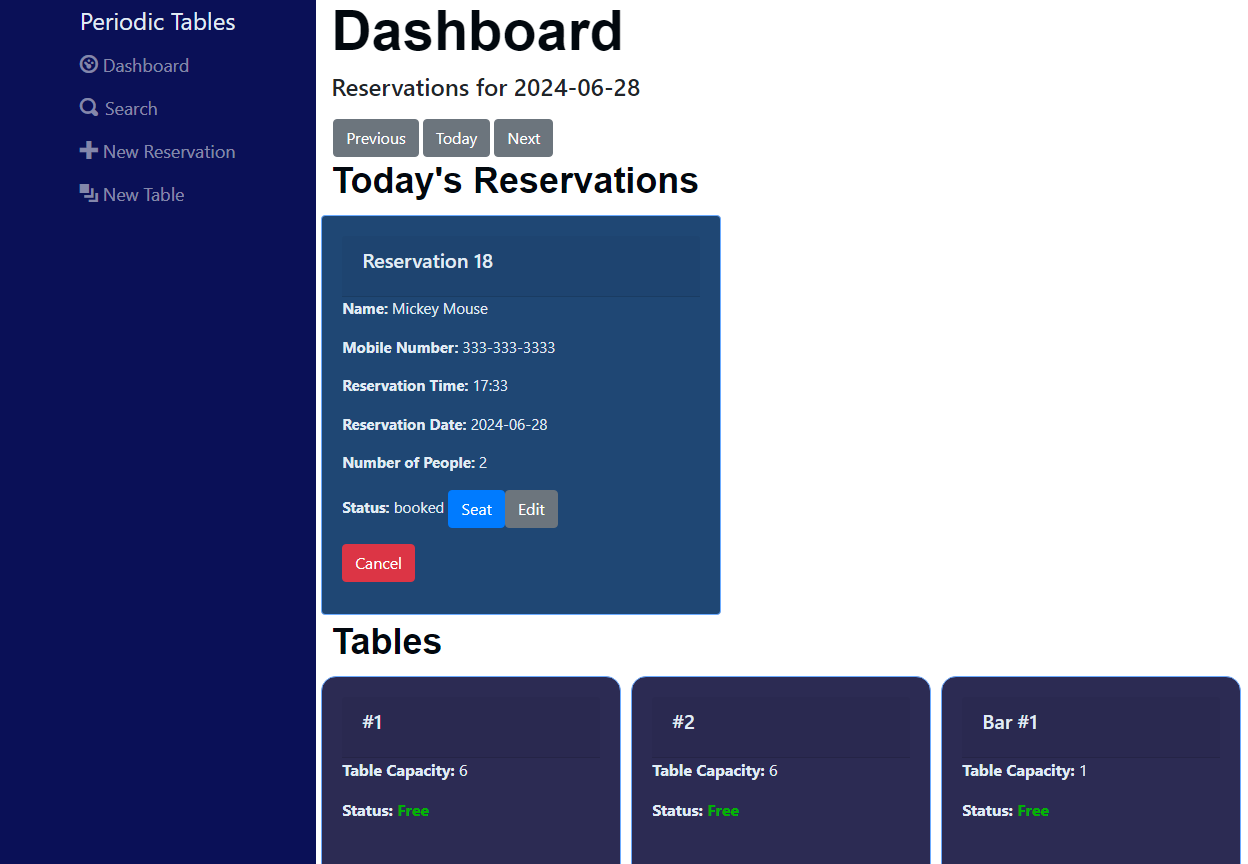 Periodic Tables
Dashboard
Search
New Reservation
New Table
Dashboard
Reservations for 2024-06-28
Previous Today Next
Today's Reservations
Reservation 18
Name: Mickey Mouse
Mobile Number: 333-333-3333
Reservation Time: 17:33
Reservation Date: 2024-06-28
Number of People: 2
Status: booked Seat Edit
Cancel
Tables
#1
Table Capacity: 6
Status: Free
#2
Table Capacity: 6
Status: Free
Bar #1
Table Capacity: 1
Status: Free